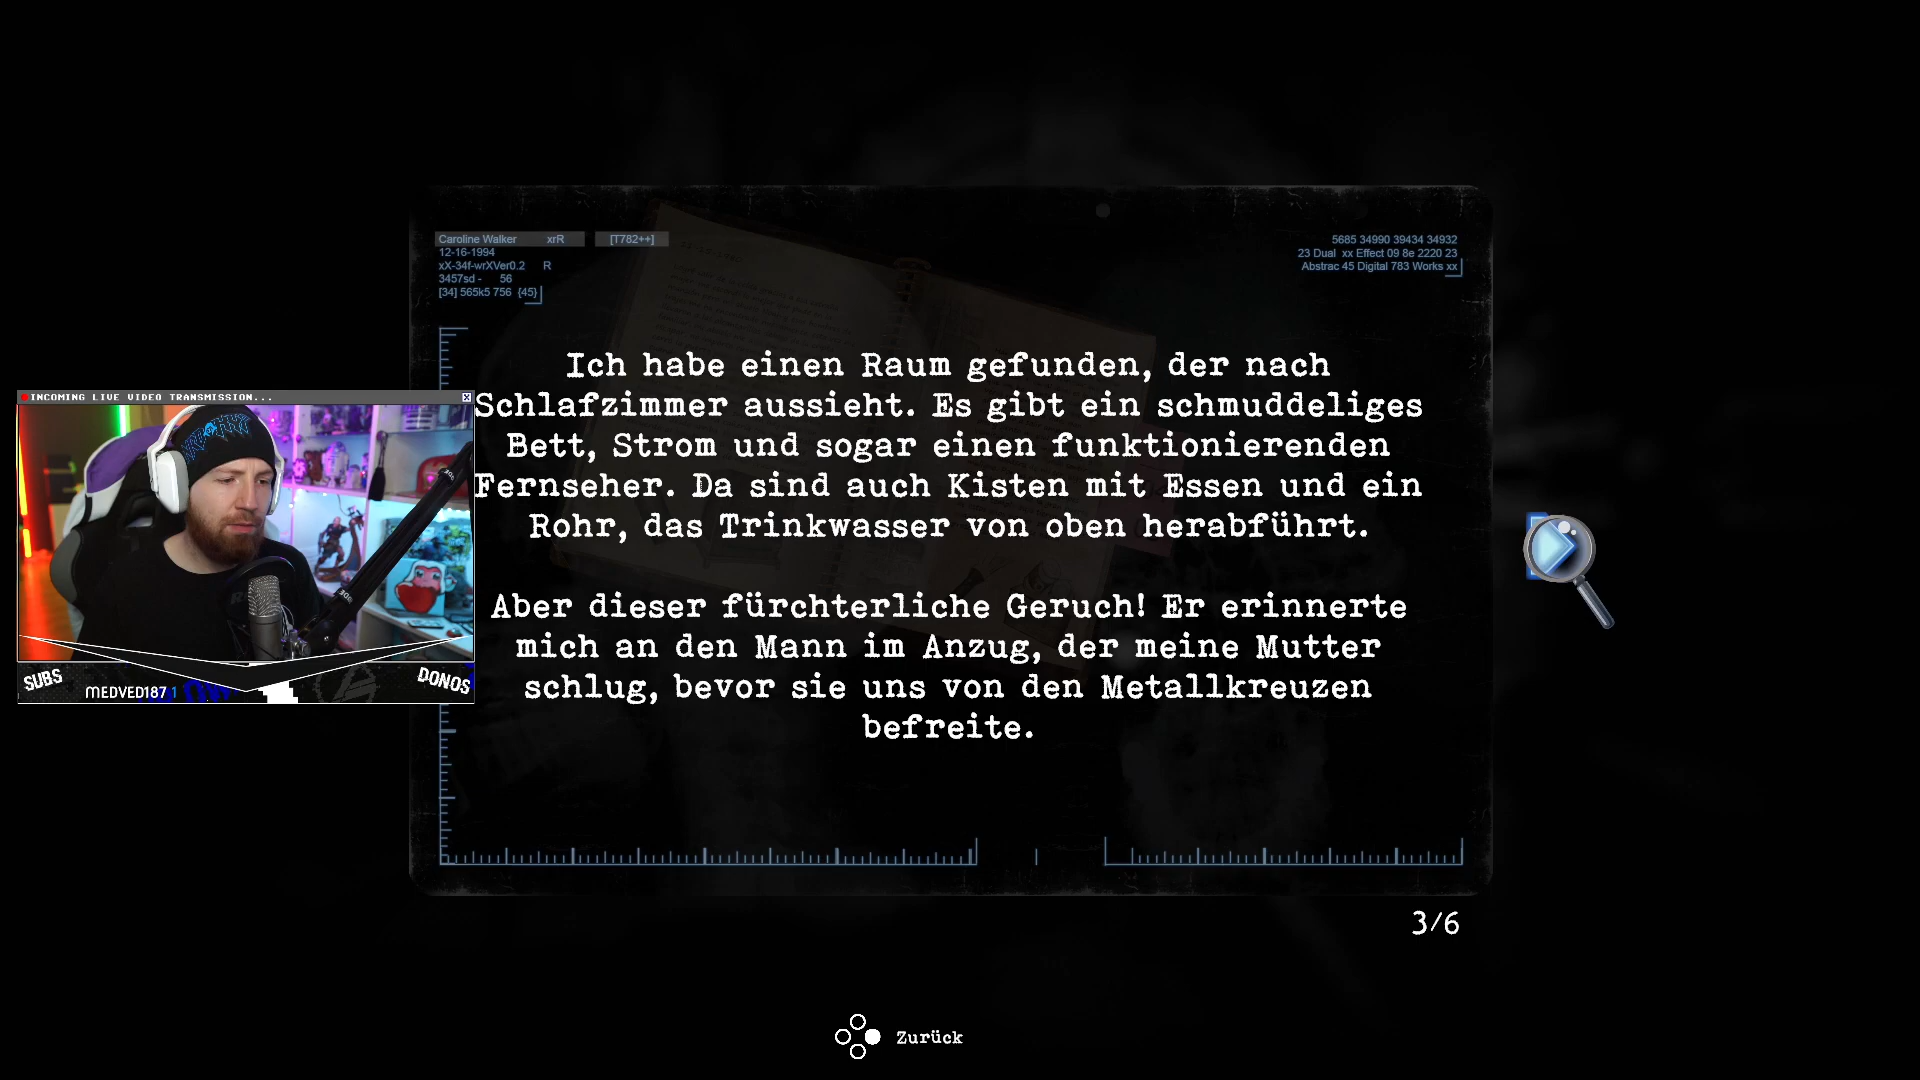 Caroline Walker xrR [T782++]
12-16-1994
xX-34f-wrXVer0.2 R
3457sd - 56
[34] 565k5 756 {45}
5685 34990 39434 34932
23 Dual xx Effect 09 8e 2220 23
Abstrac 45 Digital 783 Works xx
Ich habe einen Raum gefunden, der nach
Schlafzimmer aussieht. Es gibt ein schmuddeliges
Bett, Strom und sogar einen funktionierenden
Fernseher. Da sind auch Kisten mit Essen und ein
Rohr, das Trinkwasser von oben herabführt.
Aber dieser fürchterliche Geruch! Er erinnerte
mich an den Mann im Anzug, der meine Mutter
schlug, bevor sie uns von den Metallkreuzen
befreite.
INCOMING LIVE VIDEO TRANSMISSION...
SUBS
MEDVED187 1
DONOS
3/6
Zurück